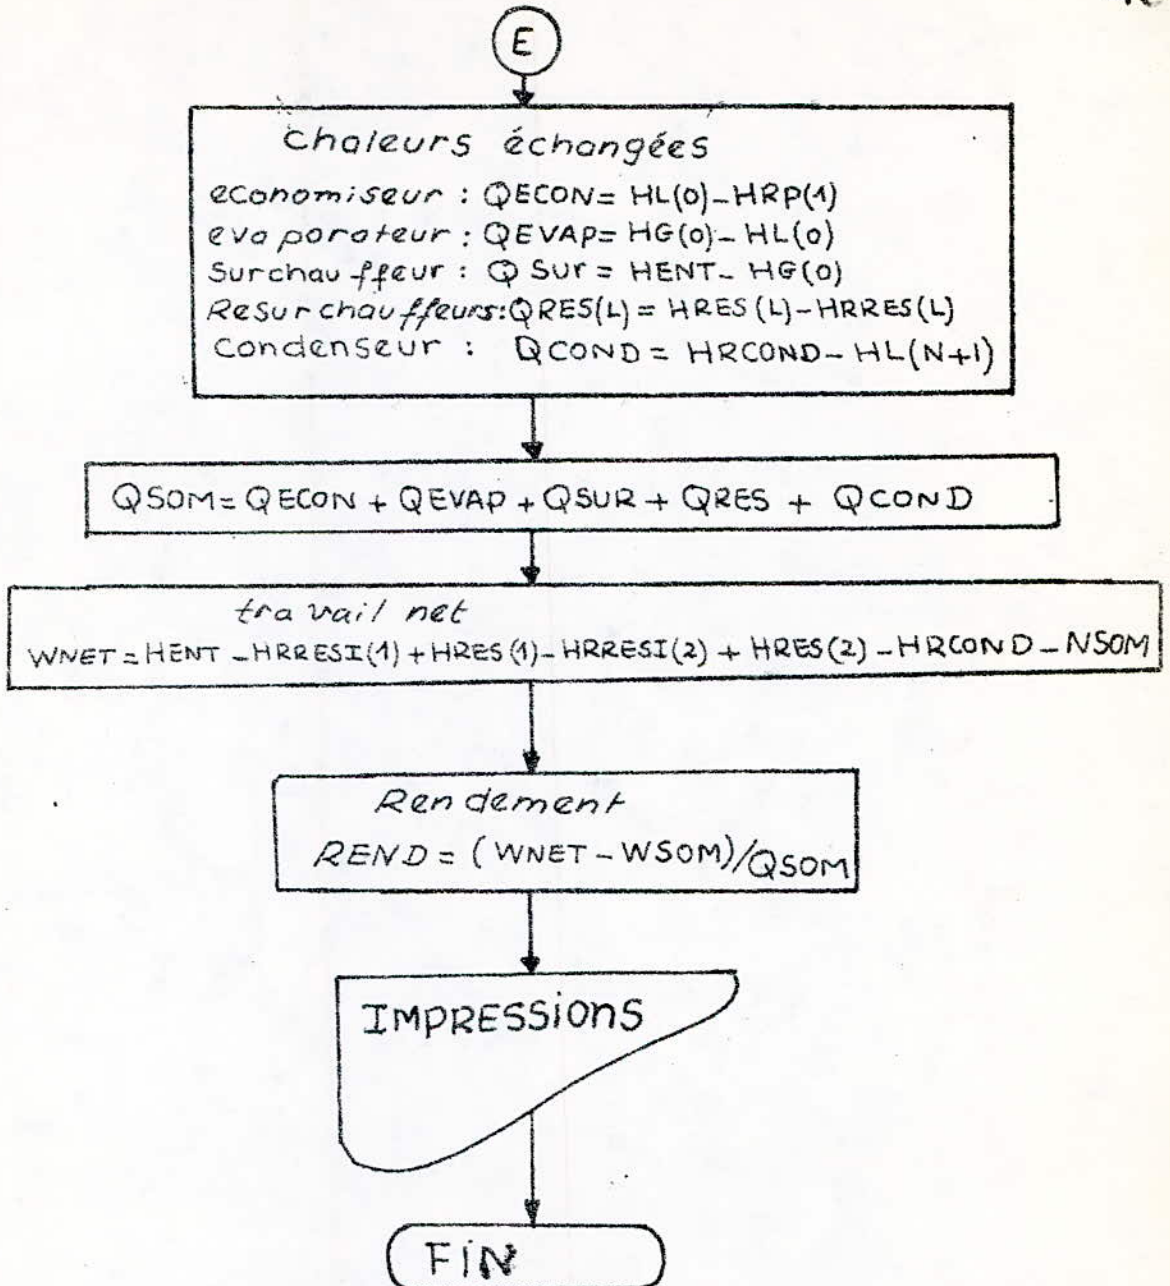 E
Chaleurs échangées
economiseur : QECON= HL(0)-HRP(1)
evaporateur : QEVAP= HG(0)- HL(0)
Surchauffeur : Q Sur = HENT- HG(0)
Resurchauffeurs: QRES(L) = HRES(L)-HRRES(L)
Condenseur : QCOND = HRCOND- HL(N+1)
QSOM= QECON + QEVAP + QSUR + QRES + QCOND
travail net
WNET = HENT -HRRESI(1) +HRES(1)- HRRESI(2) + HRES(2) -HRCOND-NSOM
Rendement
REND = (WNET-WSOM)/QSOM
IMPRESSIONS
FIN